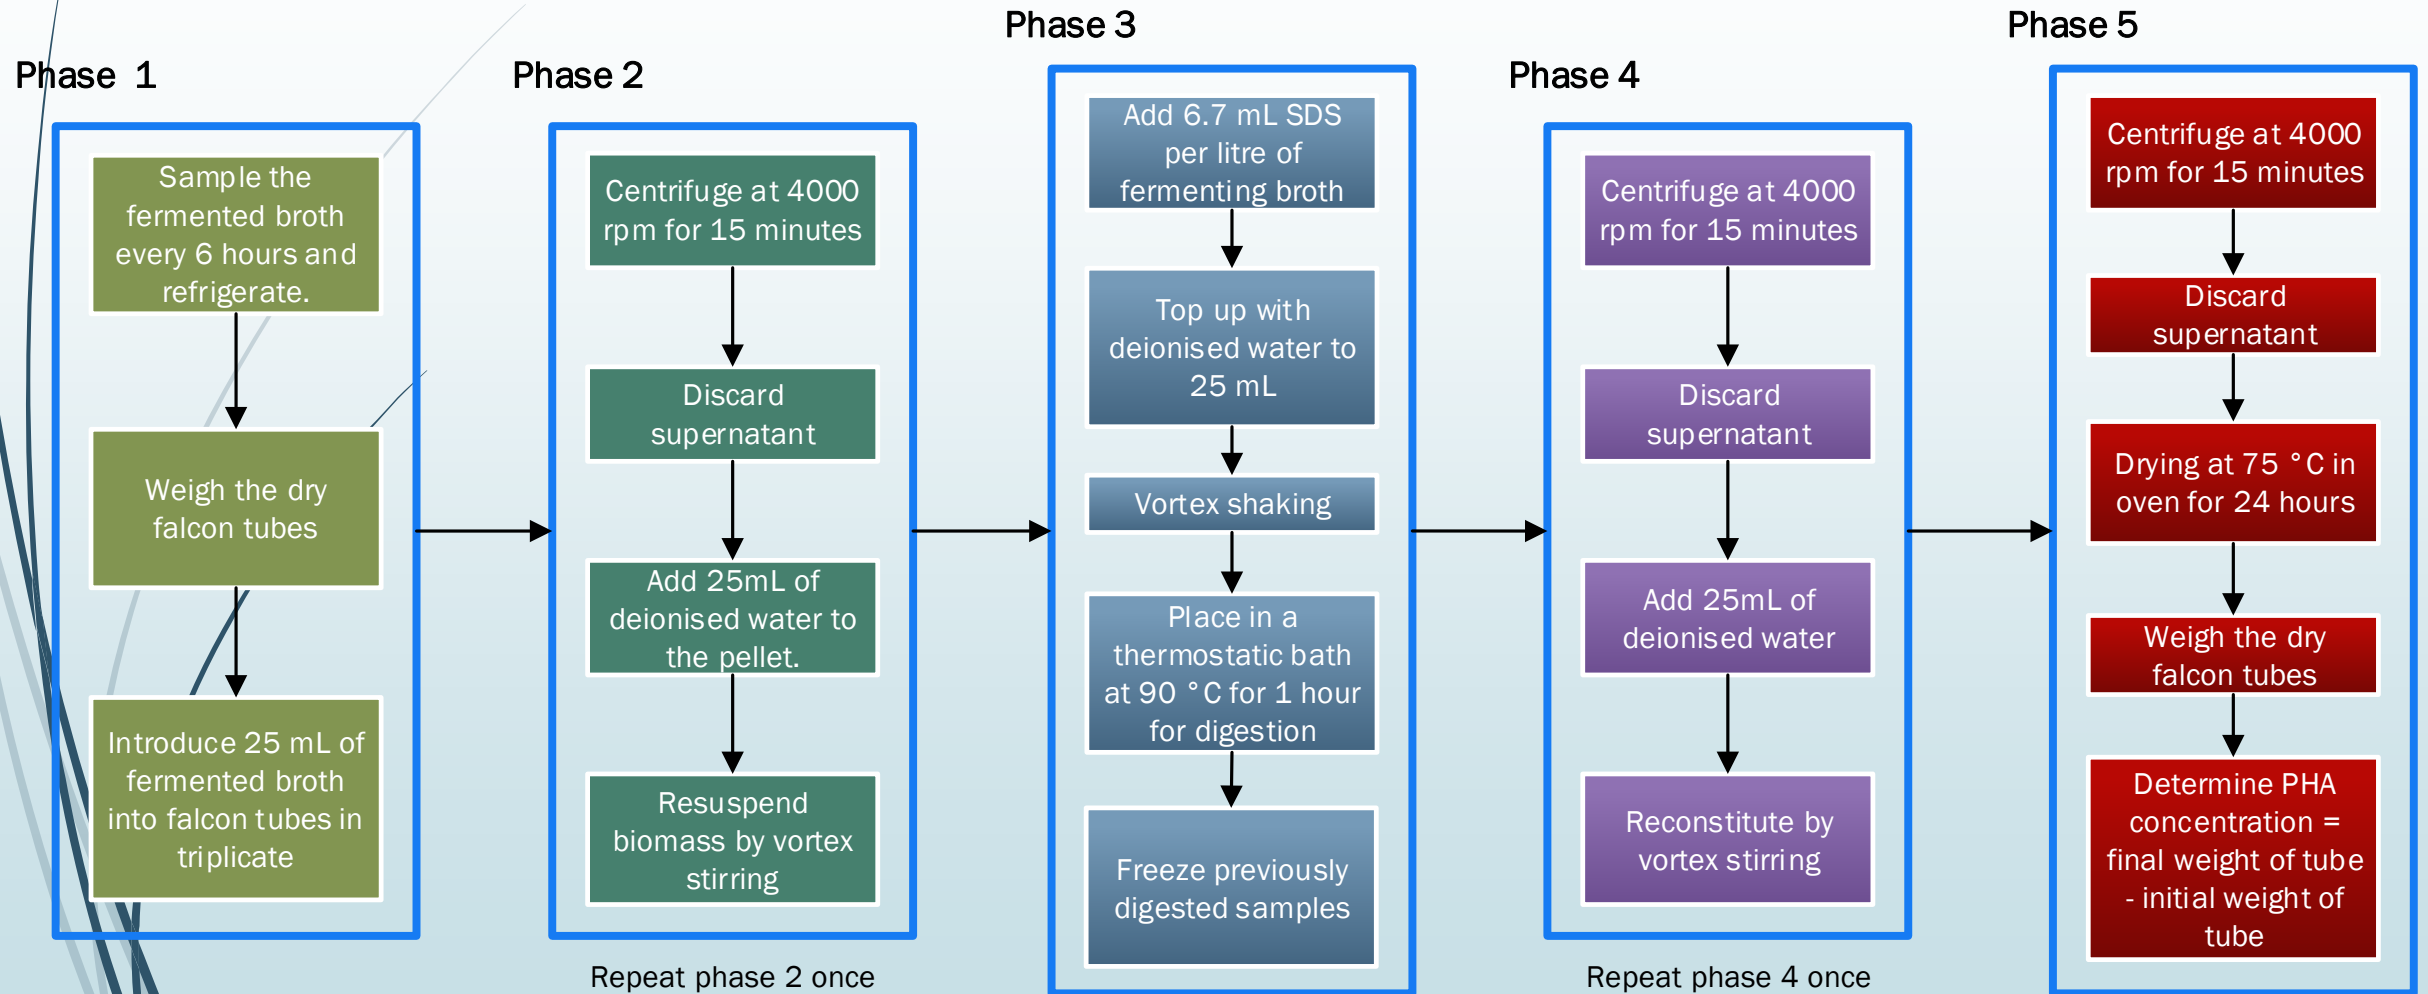 Phase 1
Sample the
fermented broth
every 6 hours and
refrigerate.
Weigh the dry
falcon tubes
Introduce 25 mL of
fermented broth
into falcon tubes in
triplicate
Phase 2
Centrifuge at 4000
rpm for 15 minutes
Discard
supernatant
Add 25mL of
deionised water to
the pellet.
Resuspend
biomass by vortex
stirring
Repeat phase 2 once
Phase 3
Add 6.7 mL SDS
per litre of
fermenting broth
Top up with
deionised water to
25 mL
Vortex shaking
Place in a
thermostatic bath
at 90 °C for 1 hour
for digestion
Freeze previously
digested samples
Phase 4
Centrifuge at 4000
rpm for 15 minutes
Discard
supernatant
Add 25mL of
deionised water
Reconstitute by
vortex stirring
Repeat phase 4 once
Phase 5
Centrifuge at 4000
rpm for 15 minutes
Discard
supernatant
Drying at 75 °C in
oven for 24 hours
Weigh the dry
falcon tubes
Determine PHA
concentration =
final weight of tube
- initial weight of
tube